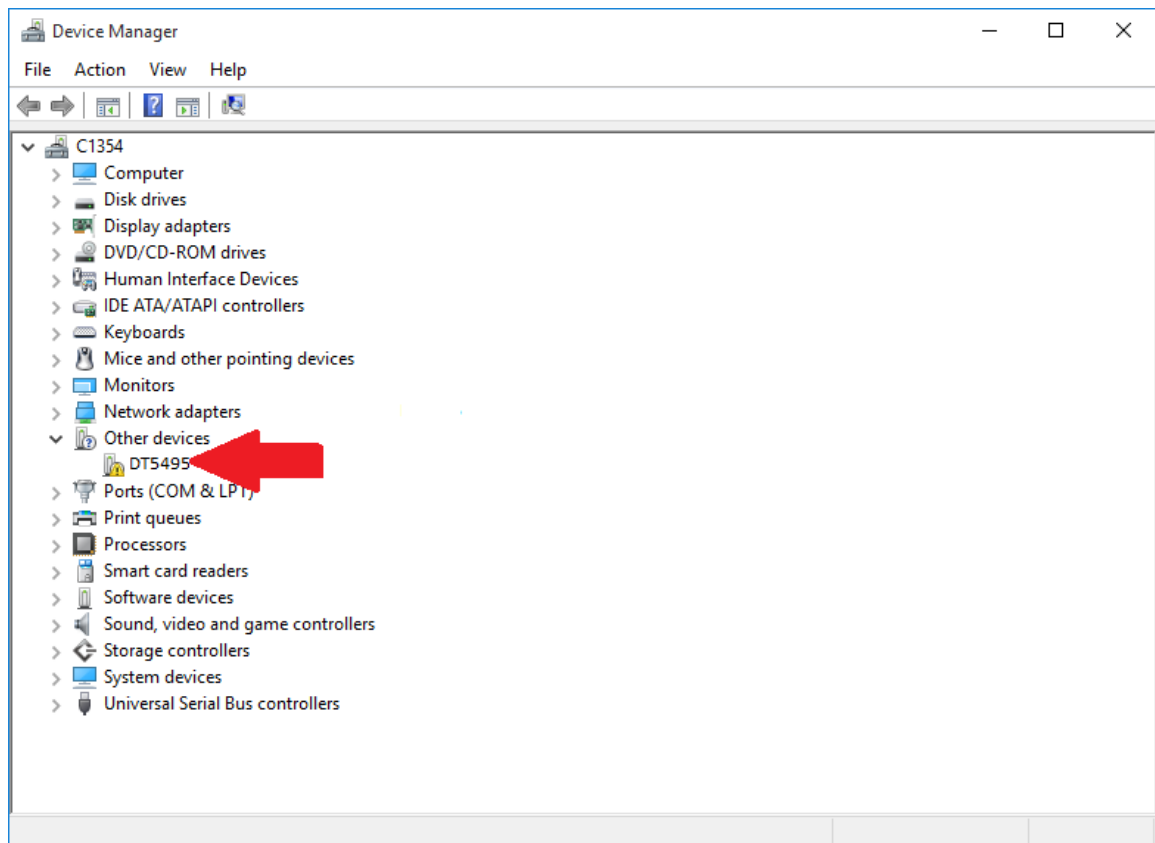 Device Manager
File Action View Help
C1354
Computer
Disk drives
Display adapters
DVD/CD-ROM drives
Human Interface Devices
IDE ATA/ATAPI controllers
Keyboards
Mice and other pointing devices
Monitors
Network adapters
Other devices
DT5495
Ports (COM & LPT)
Print queues
Processors
Smart card readers
Software devices
Sound, video and game controllers
Storage controllers
System devices
Universal Serial Bus controllers